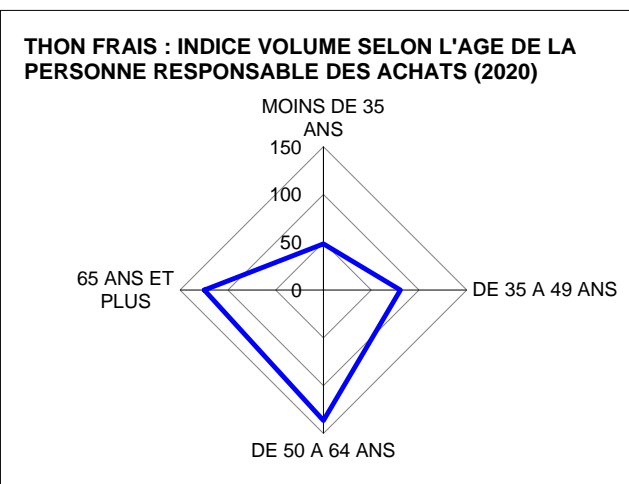 THON FRAIS : INDICE VOLUME SELON L'AGE DE LA
PERSONNE RESPONSABLE DES ACHATS (2020)
MOINS DE 35
ANS
150
100
50
0
65 ANS ET
PLUS
DE 35 A 49 ANS
DE 50 A 64 ANS